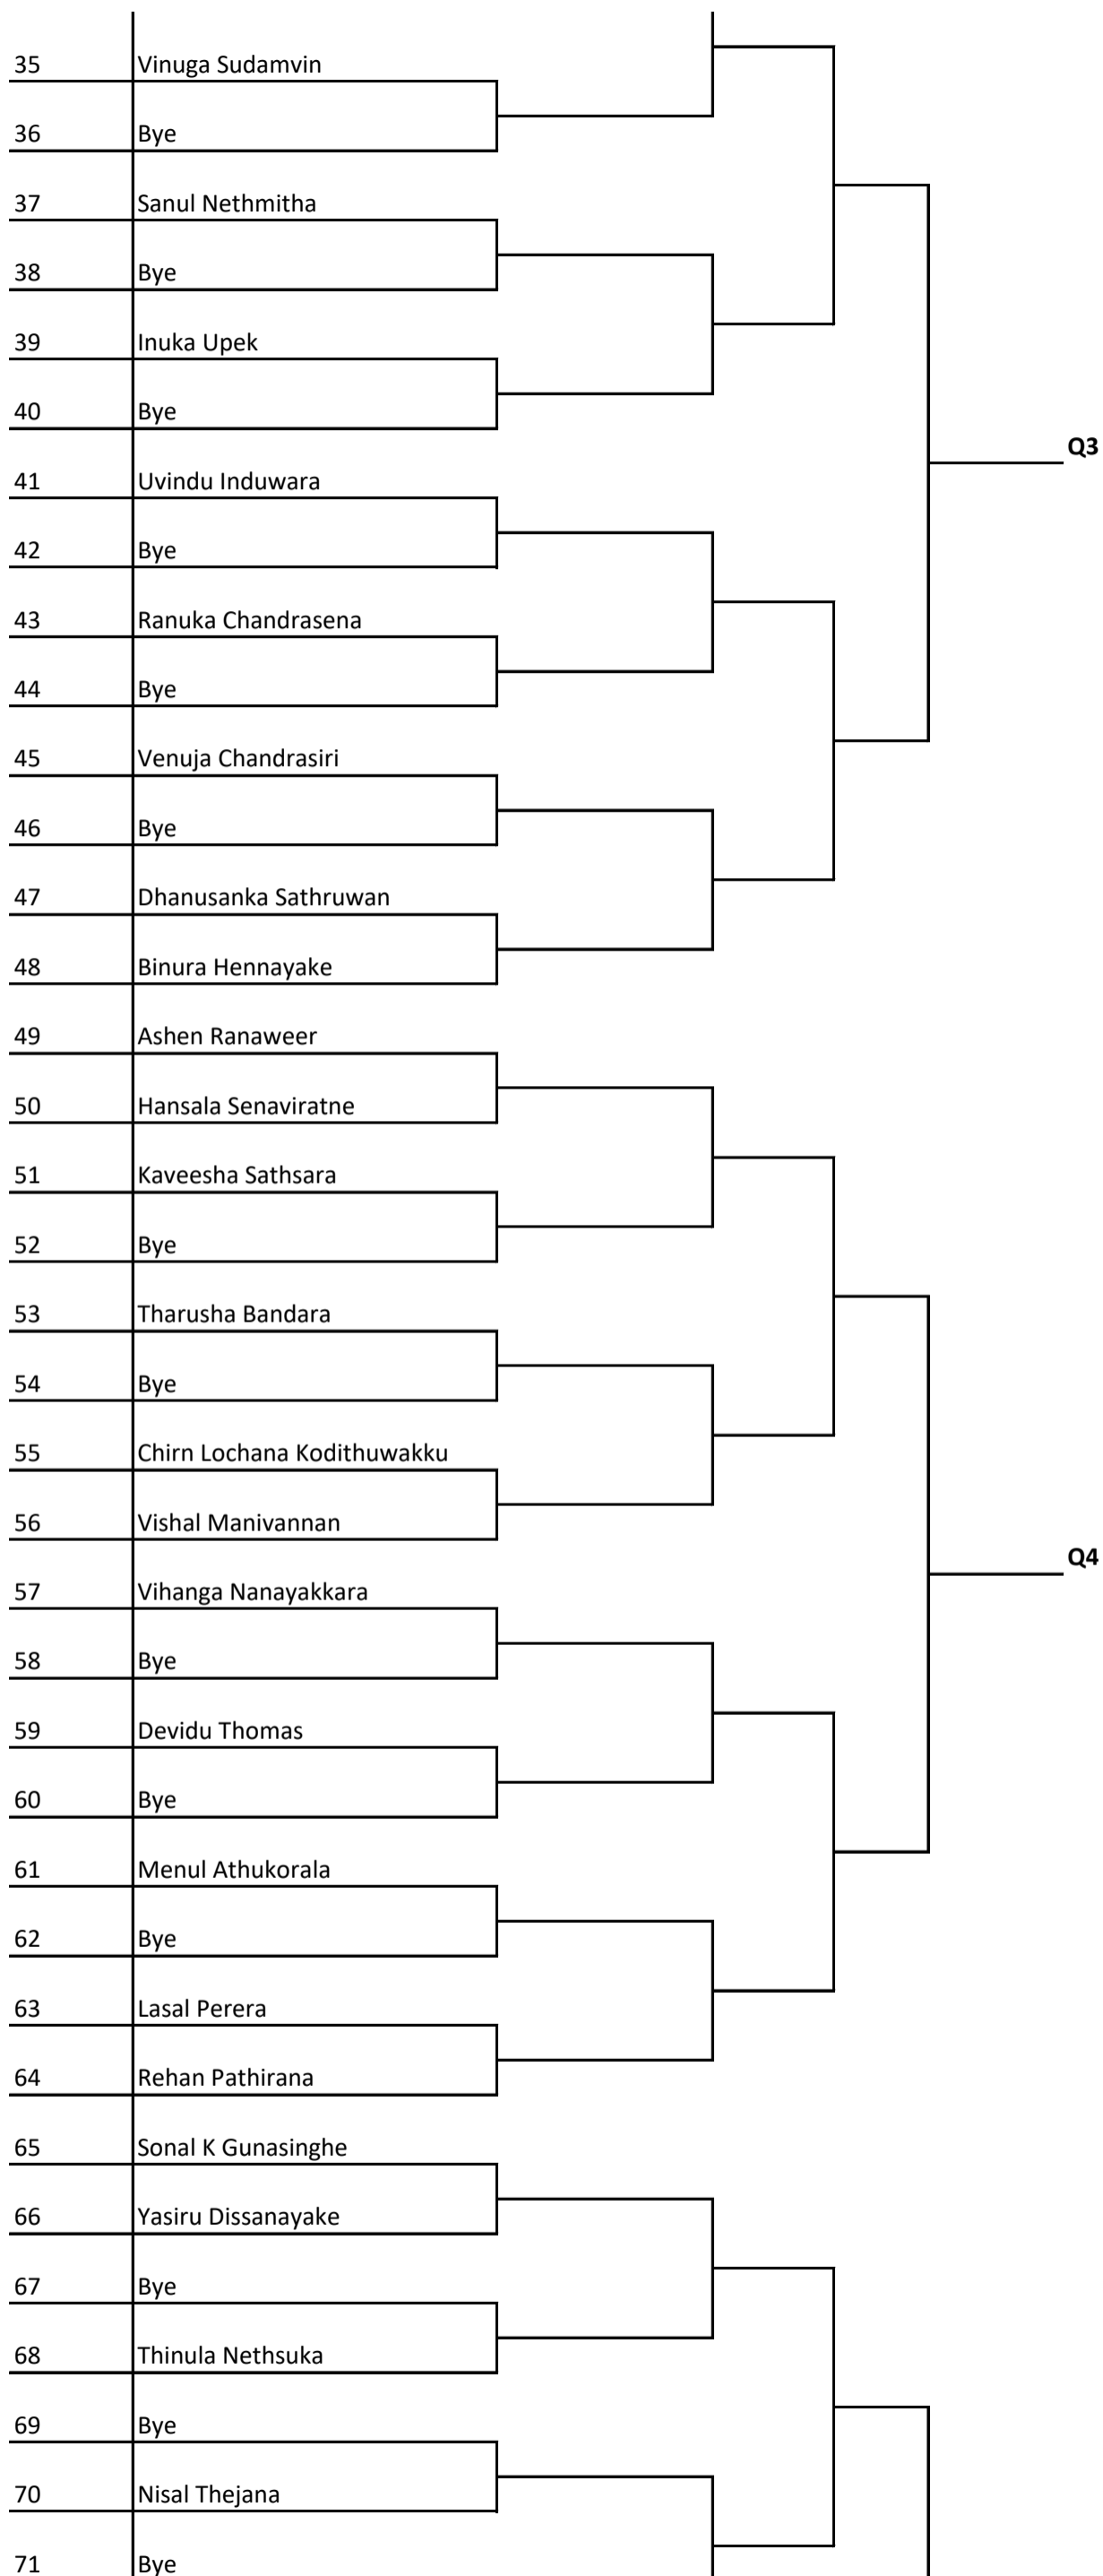 35 Vinuga Sudamvin
36 Bye
37 Sanul Nethmitha
38 Bye
39 Inuka Upek
40 Bye
Q3
41 Uvindu Induwara
42 Bye
43 Ranuka Chandrasena
44 Bye
45 Venuja Chandrasiri
46 Bye
47 Dhanusanka Sathruwan
48 Binura Hennayake
49 Ashen Ranaweer
50 Hansala Senaviratne
51 Kaveesha Sathsara
52 Bye
53 Tharusha Bandara
54 Bye
55 Chirn Lochana Kodithuwakku
56 Vishal Manivannan
Q4
57 Vihanga Nanayakkara
58 Bye
59 Devidu Thomas
60 Bye
61 Menul Athukorala
62 Bye
63 Lasal Perera
64 Rehan Pathirana
65 Sonal K Gunasinghe
66 Yasiru Dissanayake
67 Bye
68 Thinula Nethsuka
69 Bye
70 Nisal Thejana
71 Bye